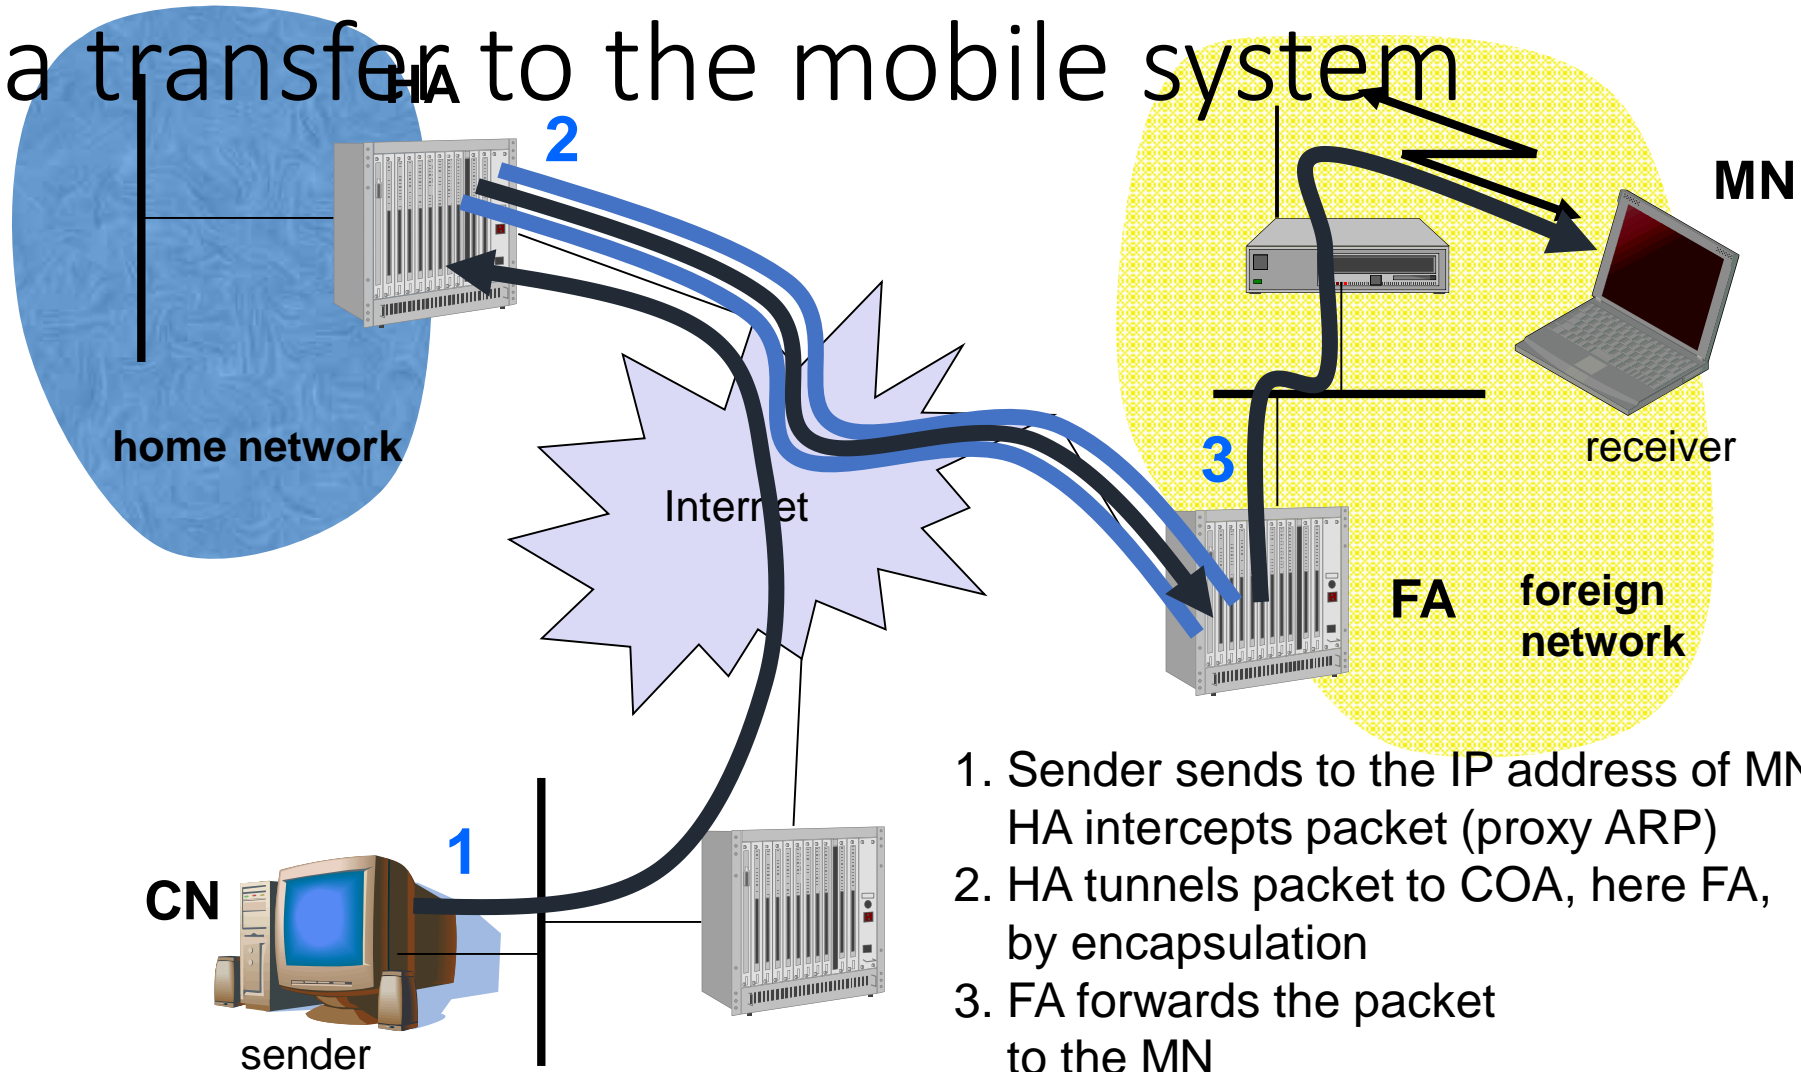 a transfer to the mobile system
HA
2
MN
home network
Internet
3
receiver
FA
foreign
network
1
CN
sender
1. Sender sends to the IP address of MN
HA intercepts packet (proxy ARP)
2. HA tunnels packet to COA, here FA,
by encapsulation
3. FA forwards the packet
to the MN